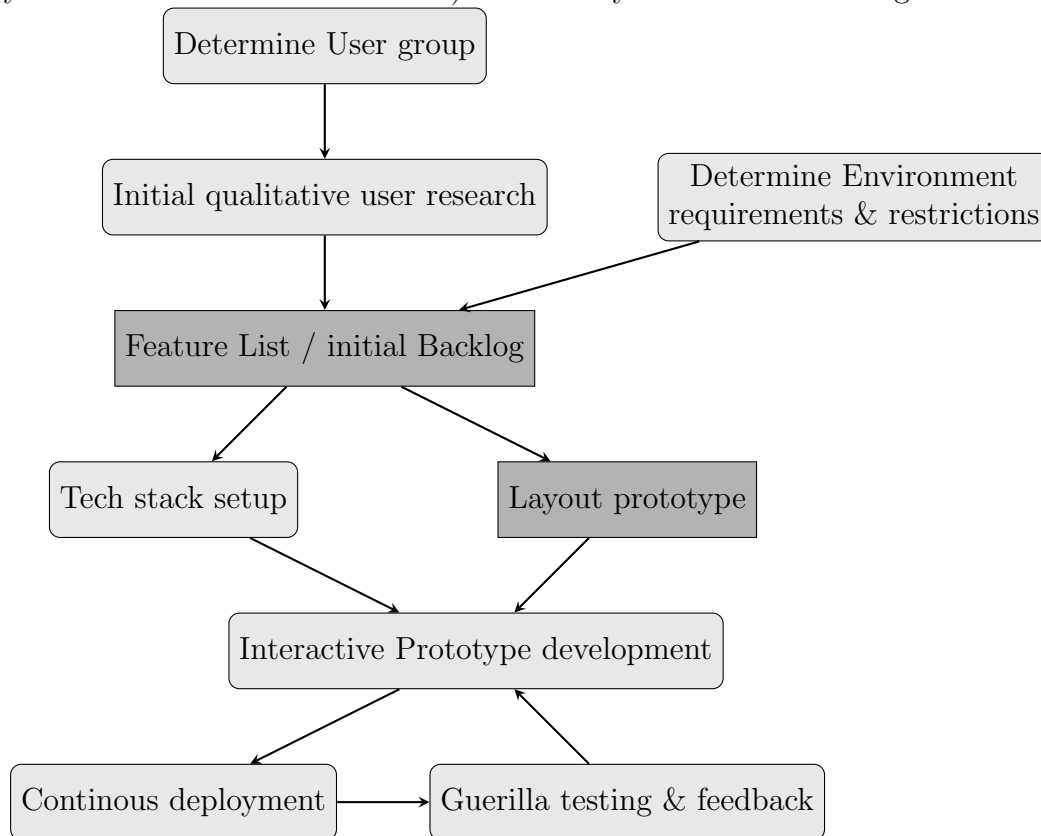 Determine User group
Initial qualitative user research
Determine Environment
requirements & restrictions
Feature List / initial Backlog
Tech stack setup
Layout prototype
Interactive Prototype development
Continous deployment
Guerilla testing & feedback